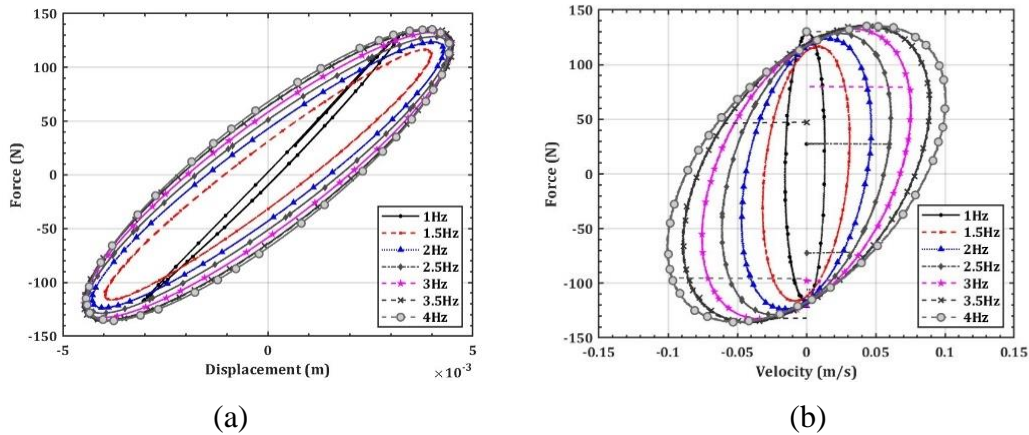 150
100
50
0
-50
-100
-150
Force (N)
-5
0
5
Displacement (m)
×10⁻³
1Hz
1.5Hz
2Hz
2.5Hz
3Hz
3.5Hz
4Hz
(a)
150
100
50
0
-50
-100
-150
Force (N)
-0.15
-0.1
-0.05
0
0.05
0.1
0.15
Velocity (m/s)
1Hz
1.5Hz
2Hz
2.5Hz
3Hz
3.5Hz
4Hz
(b)